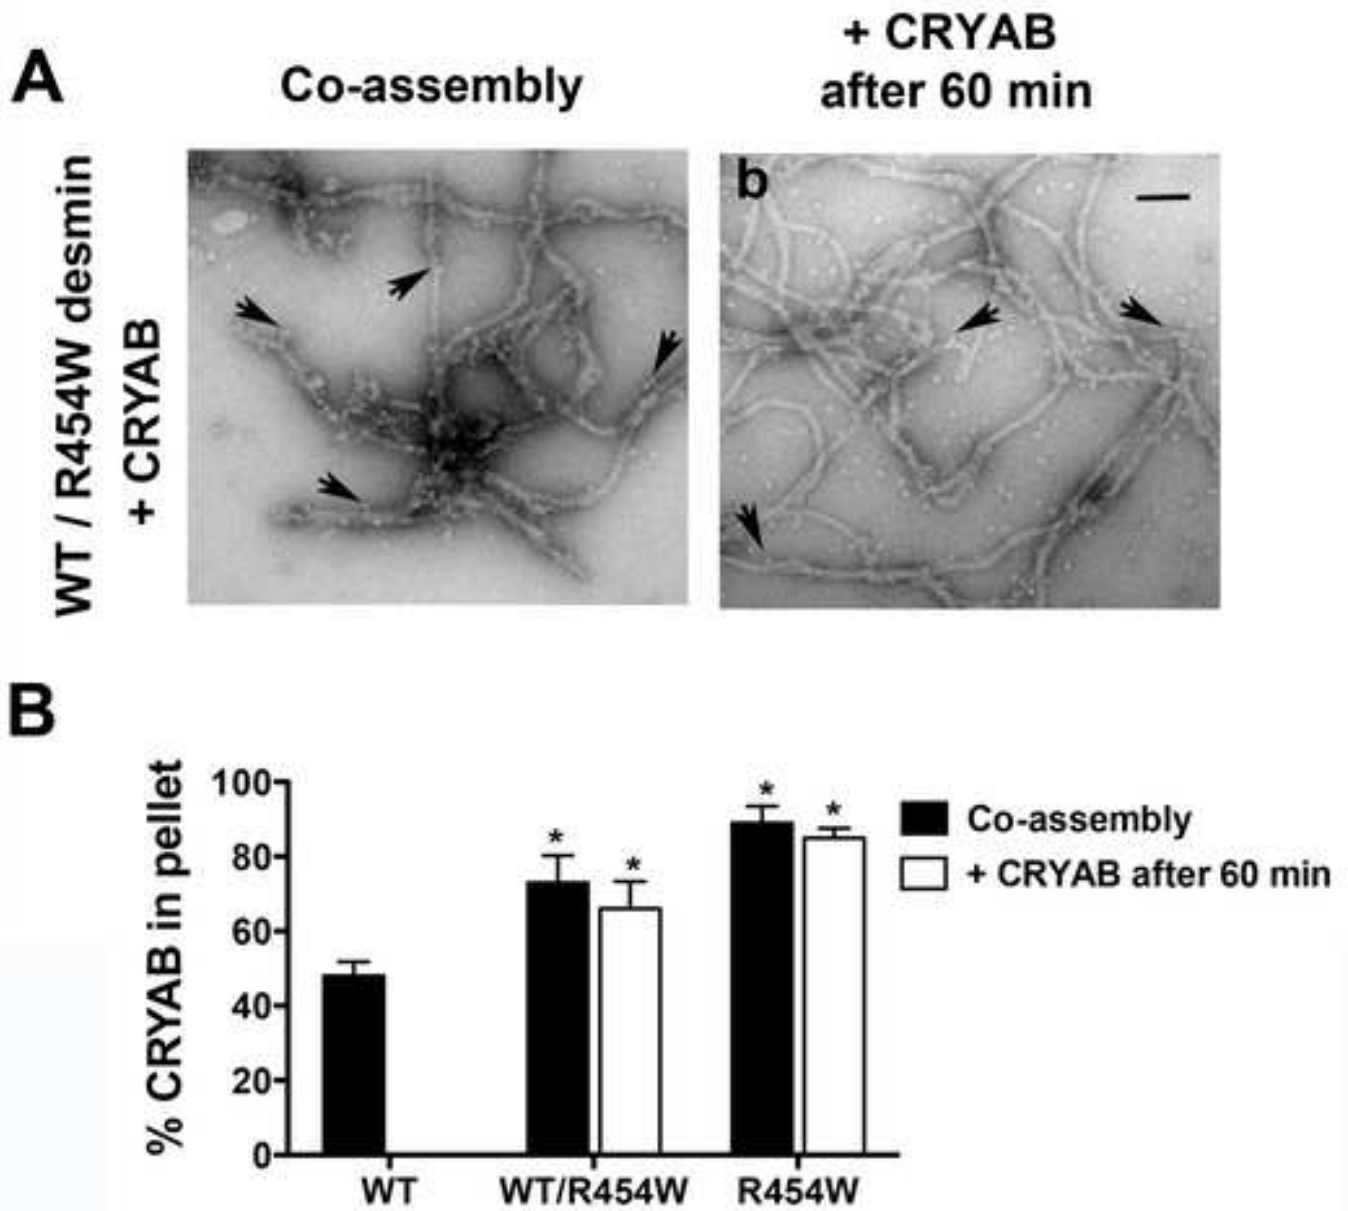 A
Co-assembly
+ CRYAB
after 60 min
WT / R454W desmin
+ CRYAB
b
B
% CRYAB in pellet
100
80
60
40
20
0
*
*
*
*
WT
WT/R454W
R454W
Co-assembly
+ CRYAB after 60 min